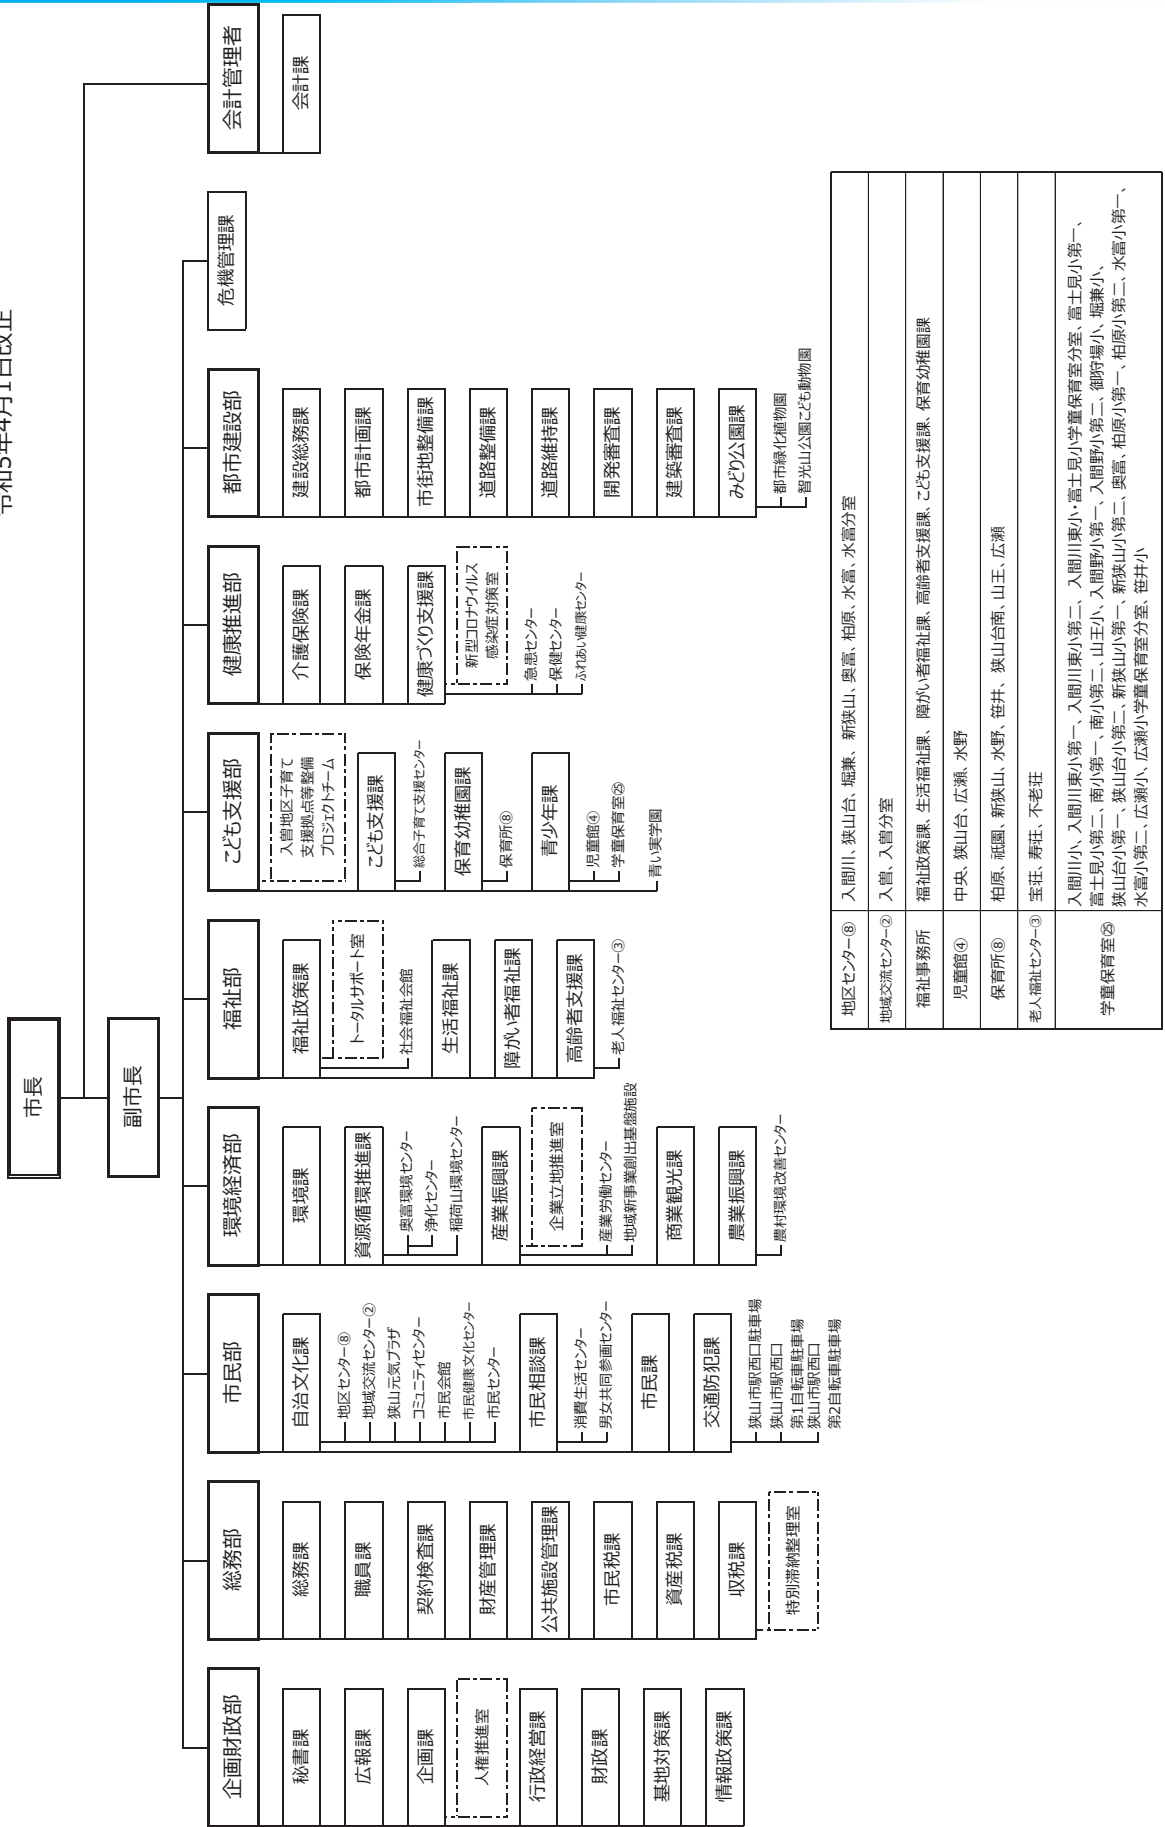 令和5年4月1日改正
市長
副市長
企画財政部
秘書課
広報課
企画課
人権推進室
行政経営課
財政課
基地対策課
情報政策課
総務部
総務課
職員課
契約検査課
財産管理課
公共施設管理課
市民税課
資産税課
収税課
特別滞納整理室
市民部
自治文化課
地区センター⑧
地域交流センター②
狭山元気プラザ
コミュニティセンター
市民会館
市民健康文化センター
市民センター
市民相談課
消費生活センター
男女共同参画センター
市民課
交通防犯課
狭山市駅西口駐車場
狭山市駅西口
第1自転車駐車場
狭山市駅西口
第2自転車駐車場
環境経済部
環境課
資源循環推進課
奥富環境センター
浄化センター
稲荷山環境センター
産業振興課
企業立地推進室
産業労働センター
地域新事業創出基盤施設
商業観光課
農業振興課
農村環境改善センター
福祉部
福祉政策課
トータルサポート室
社会福祉会館
生活福祉課
障がい者福祉課
高齢者支援課
老人福祉センター③
こども支援部
入曽地区子育て
支援拠点等整備
プロジェクトチーム
こども支援課
総合子育て支援センター
保育幼稚園課
保育所⑧
青少年課
児童館④
学童保育室㉕
青い実学園
健康推進部
介護保険課
保険年金課
健康づくり支援課
新型コロナウイルス
感染症対策室
急患センター
保健センター
ふれあい健康センター
都市建設部
建設総務課
都市計画課
市街地整備課
道路整備課
道路維持課
開発審査課
建築審査課
みどり公園課
都市緑化植物園
智光山公園こども動物園
危機管理課
会計管理者
会計課
地区センター⑧
入間川、狭山台、堀兼、新狭山、奥富、柏原、水富、水富分室
地域交流センター②
入曽、入曽分室
福祉事務所
福祉政策課、生活福祉課、障がい者福祉課、高齢者支援課、こども支援課、保育幼稚園課
児童館④
中央、狭山台、広瀬、水野
保育所⑧
柏原、祇園、新狭山、水野、笹井、狭山台南、山王、広瀬
老人福祉センター③
宝荘、寿荘、不老荘
学童保育室㉕
入間川小、入間川東小第一、入間川東小第二、入間川東小・富士見小学童保育室分室、富士見小第一、
富士見小第二、南小第一、南小第二、山王小、入間野小第一、入間野小第二、御狩場小、堀兼小、
狭山台小第一、狭山台小第二、新狭山小第一、新狭山小第二、奥富、柏原小第一、柏原小第二、水富小第一、
水富小第二、広瀬小、広瀬小学童保育室分室、笹井小